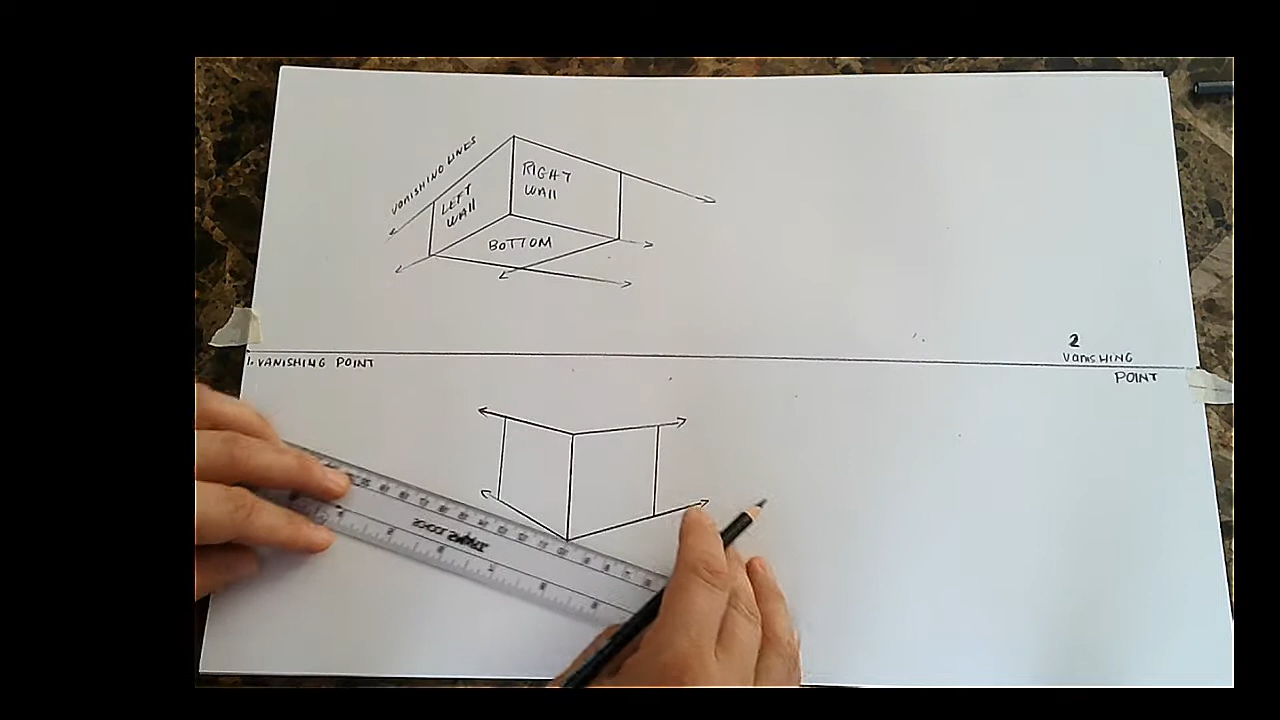 VANISHING LINES
LEFT
WAll
RIGHT
WAll
BOTTOM
1. VANISHING POINT
2
VanisHING
POINT